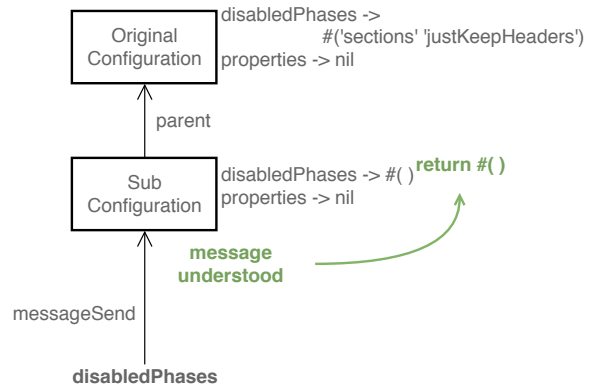 disabledPhases ->
#('sections' 'justKeepHeaders')
Original
Configuration
properties -> nil
parent
disabledPhases -> #( )
return #( )
Sub
Configuration
properties -> nil
message
understood
messageSend
disabledPhases